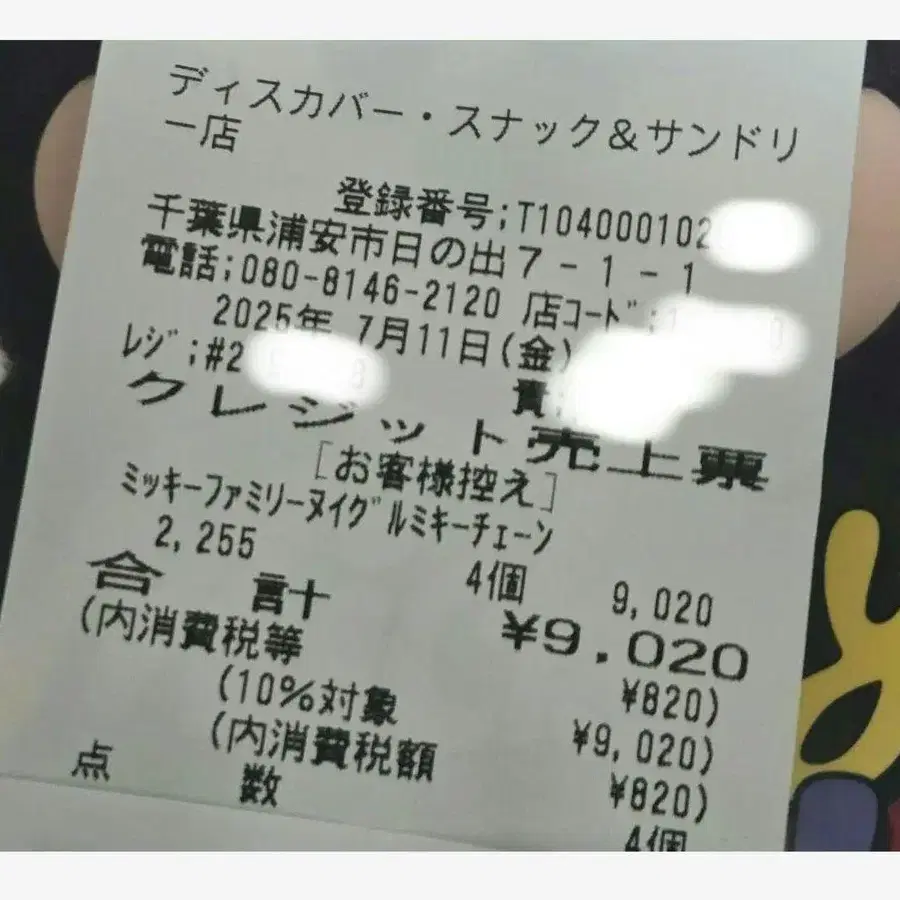 ディスカバー・スナック&サンドリ
ー店
登録番号;T104000102
千葉県浦安市日の出7-1-1
電話;080-8146-2120 店コード;
2025年 7月11日(金)
レジ;#2 責
クレジット売上票
[お客様控え]
ミッキーファミリーヌイグルミキーチェーン
2,255 4個 9,020
合 計 ¥9,020
(内消費税等 ¥820)
(10%対象 ¥9,020)
(内消費税額 ¥820)
点 数 4個